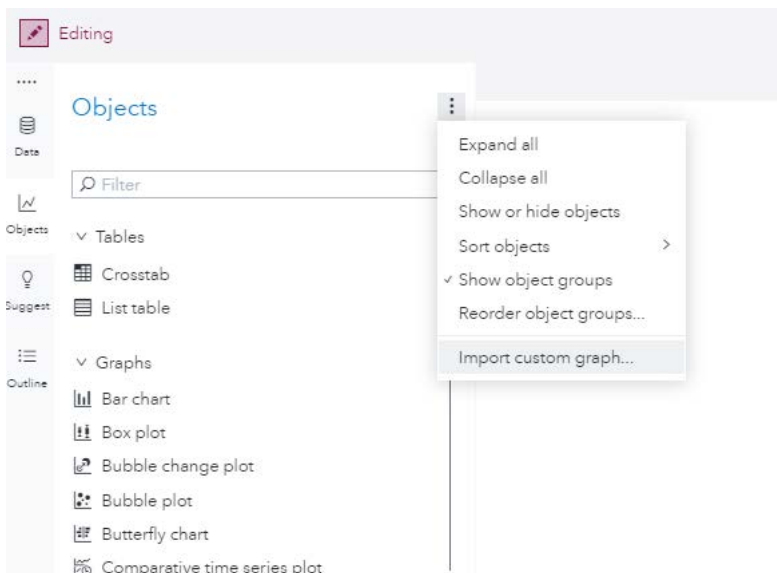 Editing
Objects
Data
Filter
Objects
Tables
Crosstab
List table
Suggest
Graphs
Outline
Bar chart
Box plot
Bubble change plot
Bubble plot
Butterfly chart
Comparative time series plot
Expand all
Collapse all
Show or hide objects
Sort objects
Show object groups
Reorder object groups...
Import custom graph...